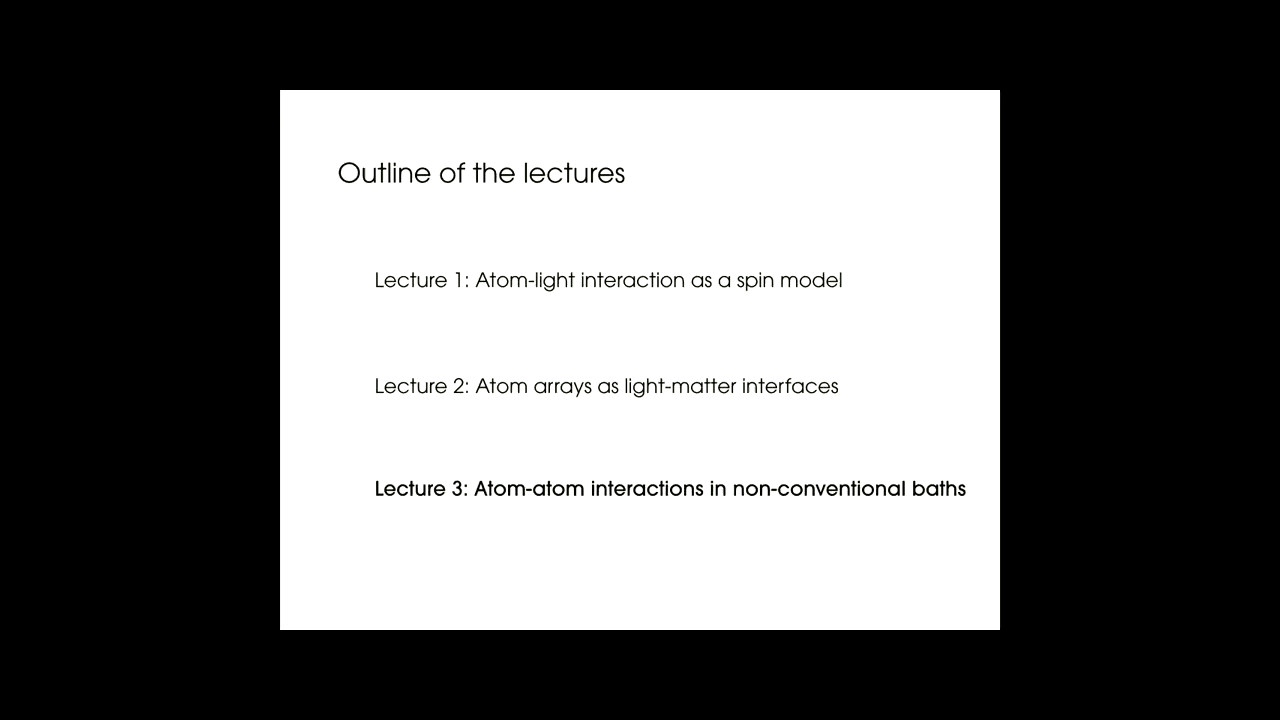 Outline of the lectures
Lecture 1: Atom-light interaction as a spin model
Lecture 2: Atom arrays as light-matter interfaces
Lecture 3: Atom-atom interactions in non-conventional baths